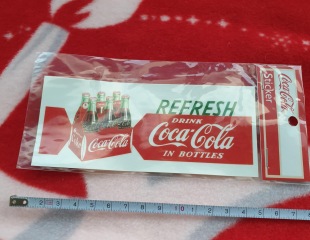 REFRESH
DRINK
Coca-Cola
IN BOTTLES
Coca-Cola
Coca-Cola
Sticker